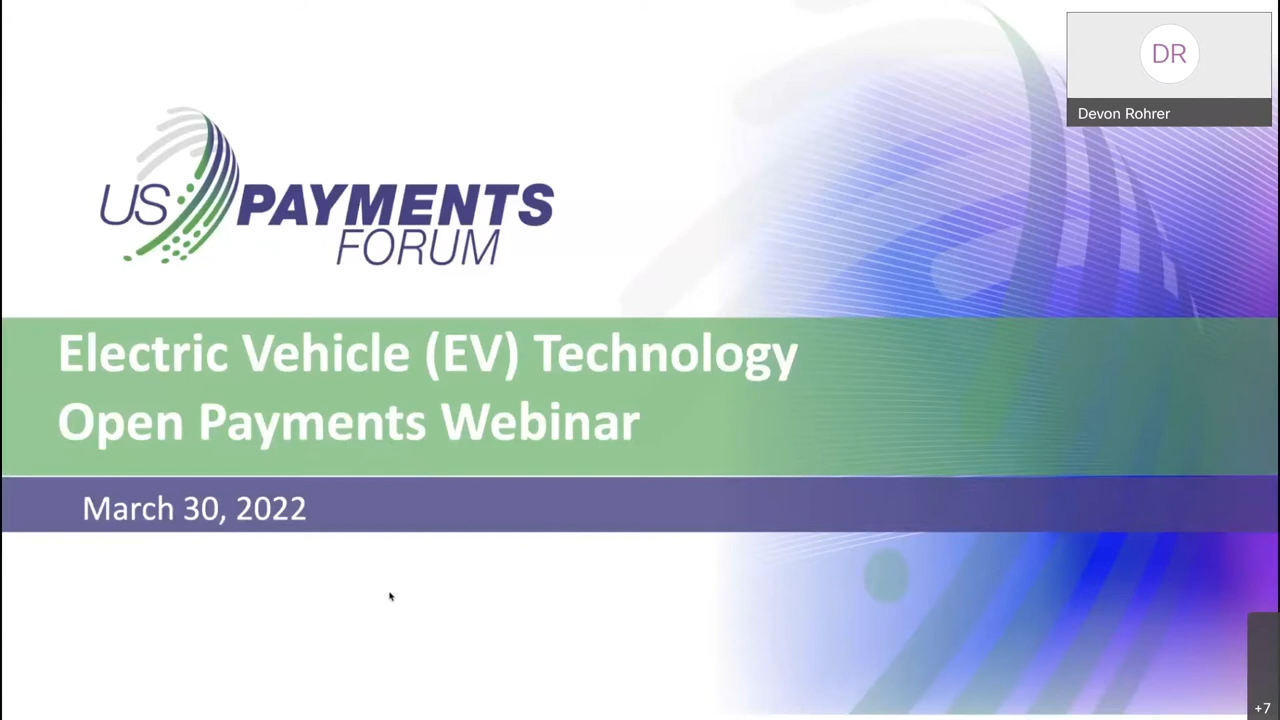 DR
Devon Rohrer
US PAYMENTS
FORUM
Electric Vehicle (EV) Technology
Open Payments Webinar
March 30, 2022
+7